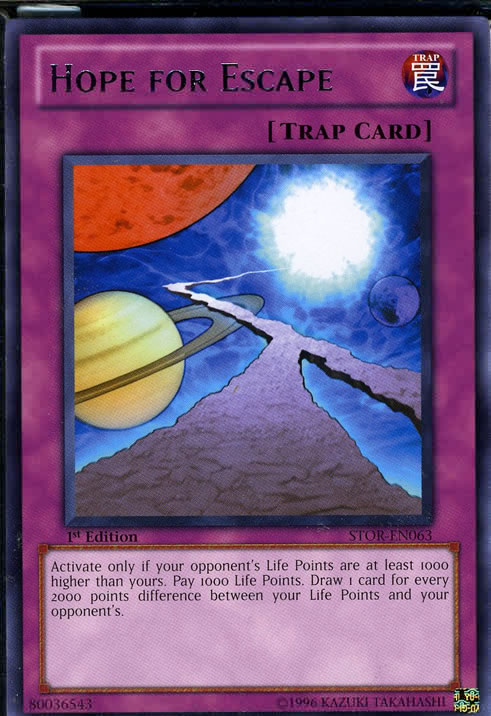 Hope for Escape
TRAP
罠
[Trap Card]
1st Edition
STOR-EN063
Activate only if your opponent's Life Points are at least 1000
higher than yours. Pay 1000 Life Points. Draw 1 card for every
2000 points difference between your Life Points and your
opponent's.
80036543
©1996 KAZUKI TAKAHASHI